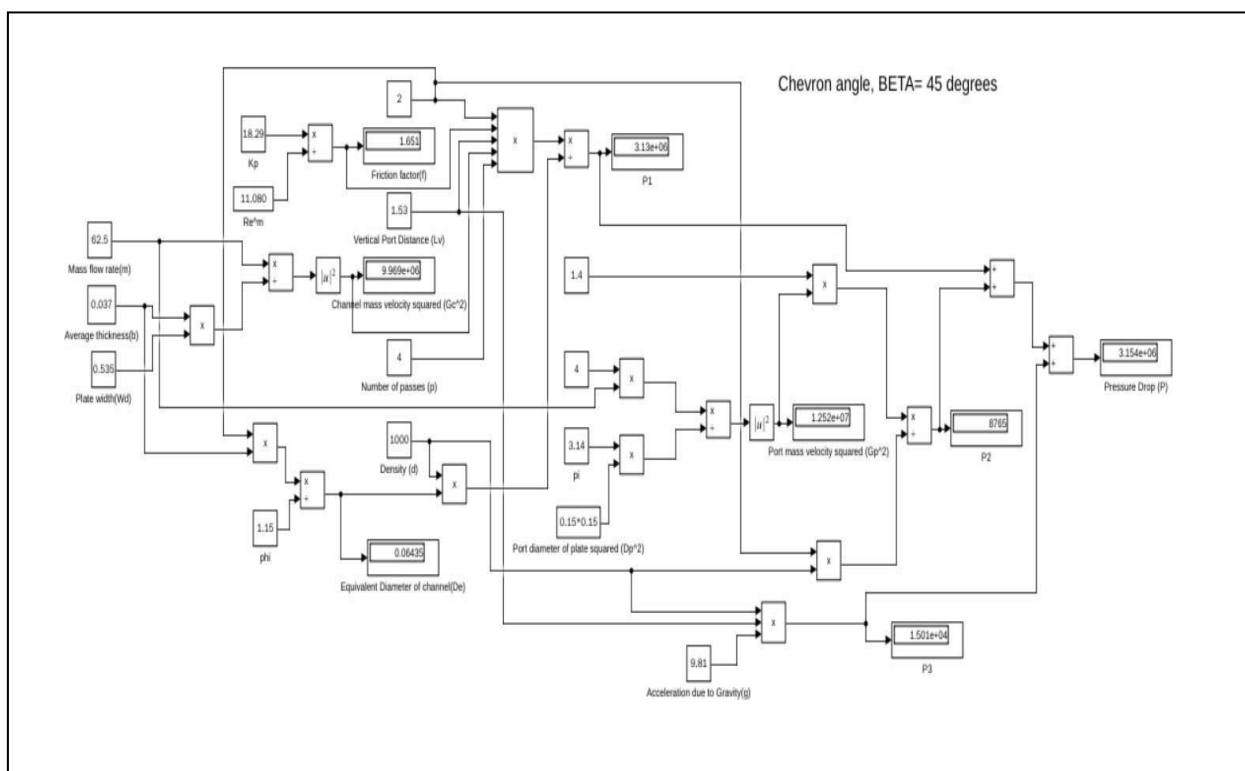 Chevron angle, BETA= 45 degrees
2
18.29
Kp
1.651
Friction factor(f)
3.13e+06
P1
11.080
Re^m
1.53
Vertical Port Distance (Lv)
62.5
Mass flow rate(m)
|u|²
9.969e+06
Channel mass velocity squared (Gc^2)
1.4
0.037
Average thickness(b)
0.535
Plate width(Wd)
4
Number of passes (p)
4
3.154e+06
Pressure Drop (P)
|u|²
1.252e+07
Port mass velocity squared (Gp^2)
8765
P2
1000
Density (d)
3.14
pi
1.15
phi
0.15*0.15
Port diameter of plate squared (Dp^2)
0.06435
Equivalent Diameter of channel(De)
9.81
Acceleration due to Gravity(g)
1.501e+04
P3
x
÷
x
x
÷
x
÷
x
x
÷
x
x
÷
x
x
x
÷
x
x
÷
x
x
+
+
+
+